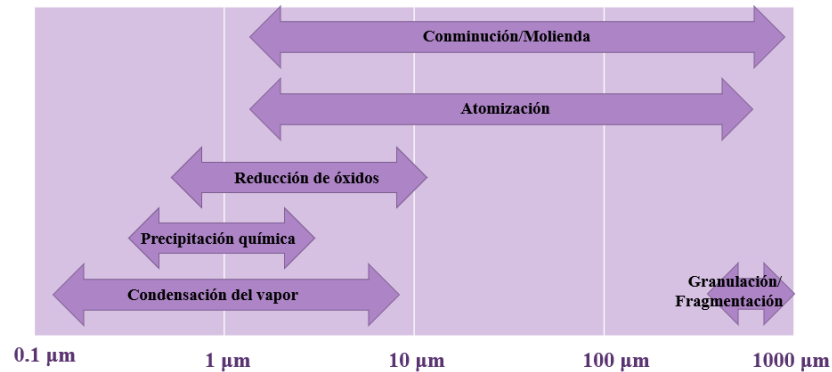 Conminución/Molienda
Atomización
Reducción de óxidos
Precipitación química
Condensación del vapor
Granulación/
Fragmentación
0.1 µm
1 µm
10 µm
100 µm
1000 µm